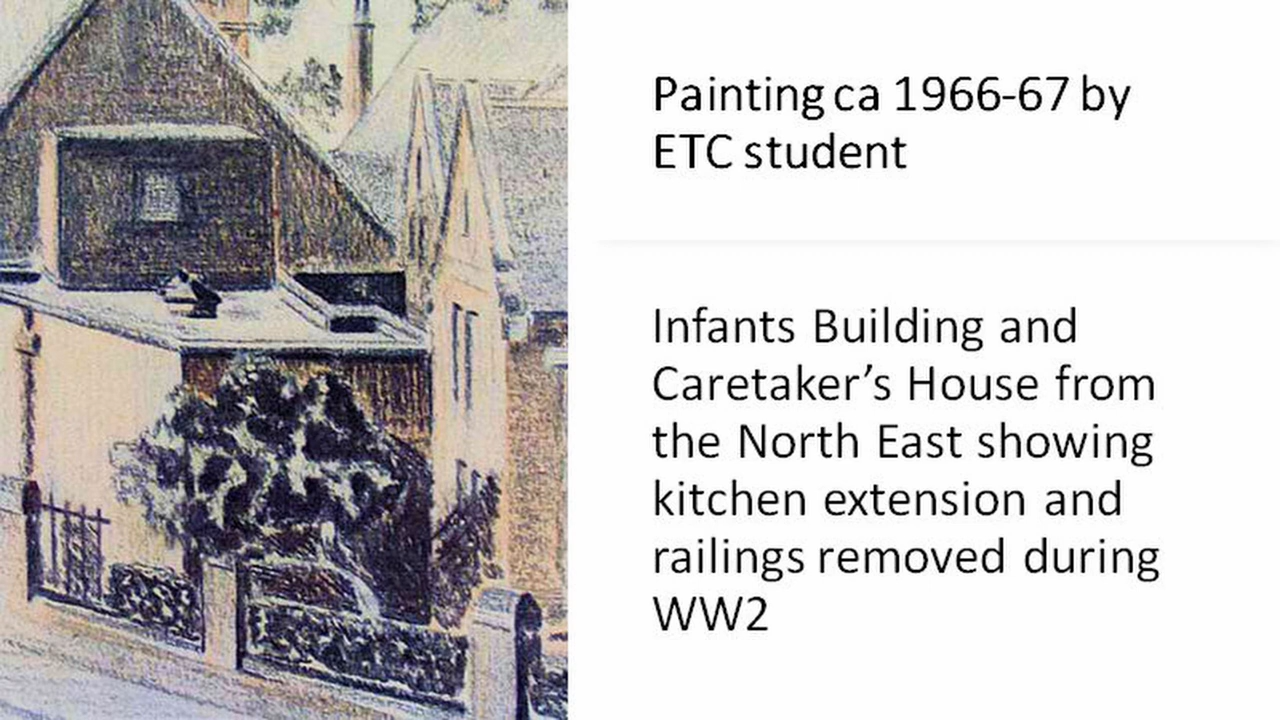 Painting ca 1966-67 by
ETC student
Infants Building and
Caretaker’s House from
the North East showing
kitchen extension and
railings removed during
WW2